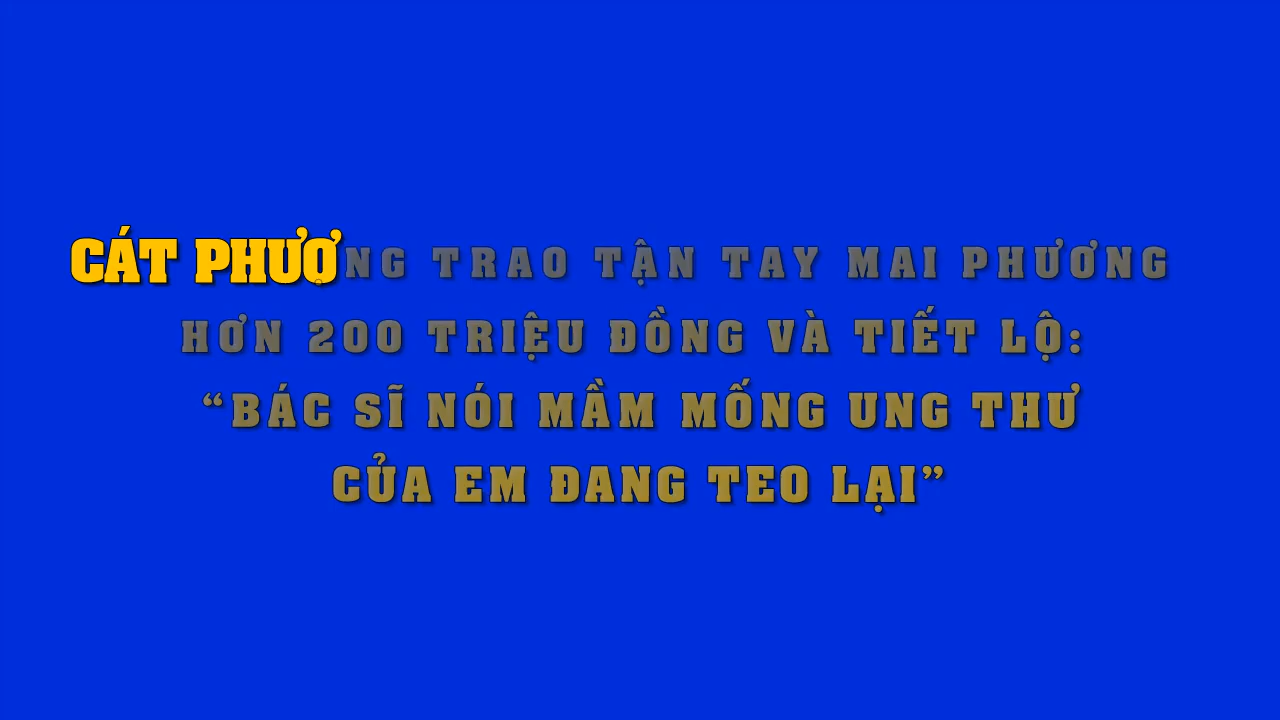 CÁT PHƯỢNG TRAO TẬN TAY MAI PHƯƠNG
HƠN 200 TRIỆU ĐỒNG VÀ TIẾT LỘ:
“BÁC SĨ NÓI MẦM MỐNG UNG THƯ
CỦA EM ĐANG TEO LẠI”